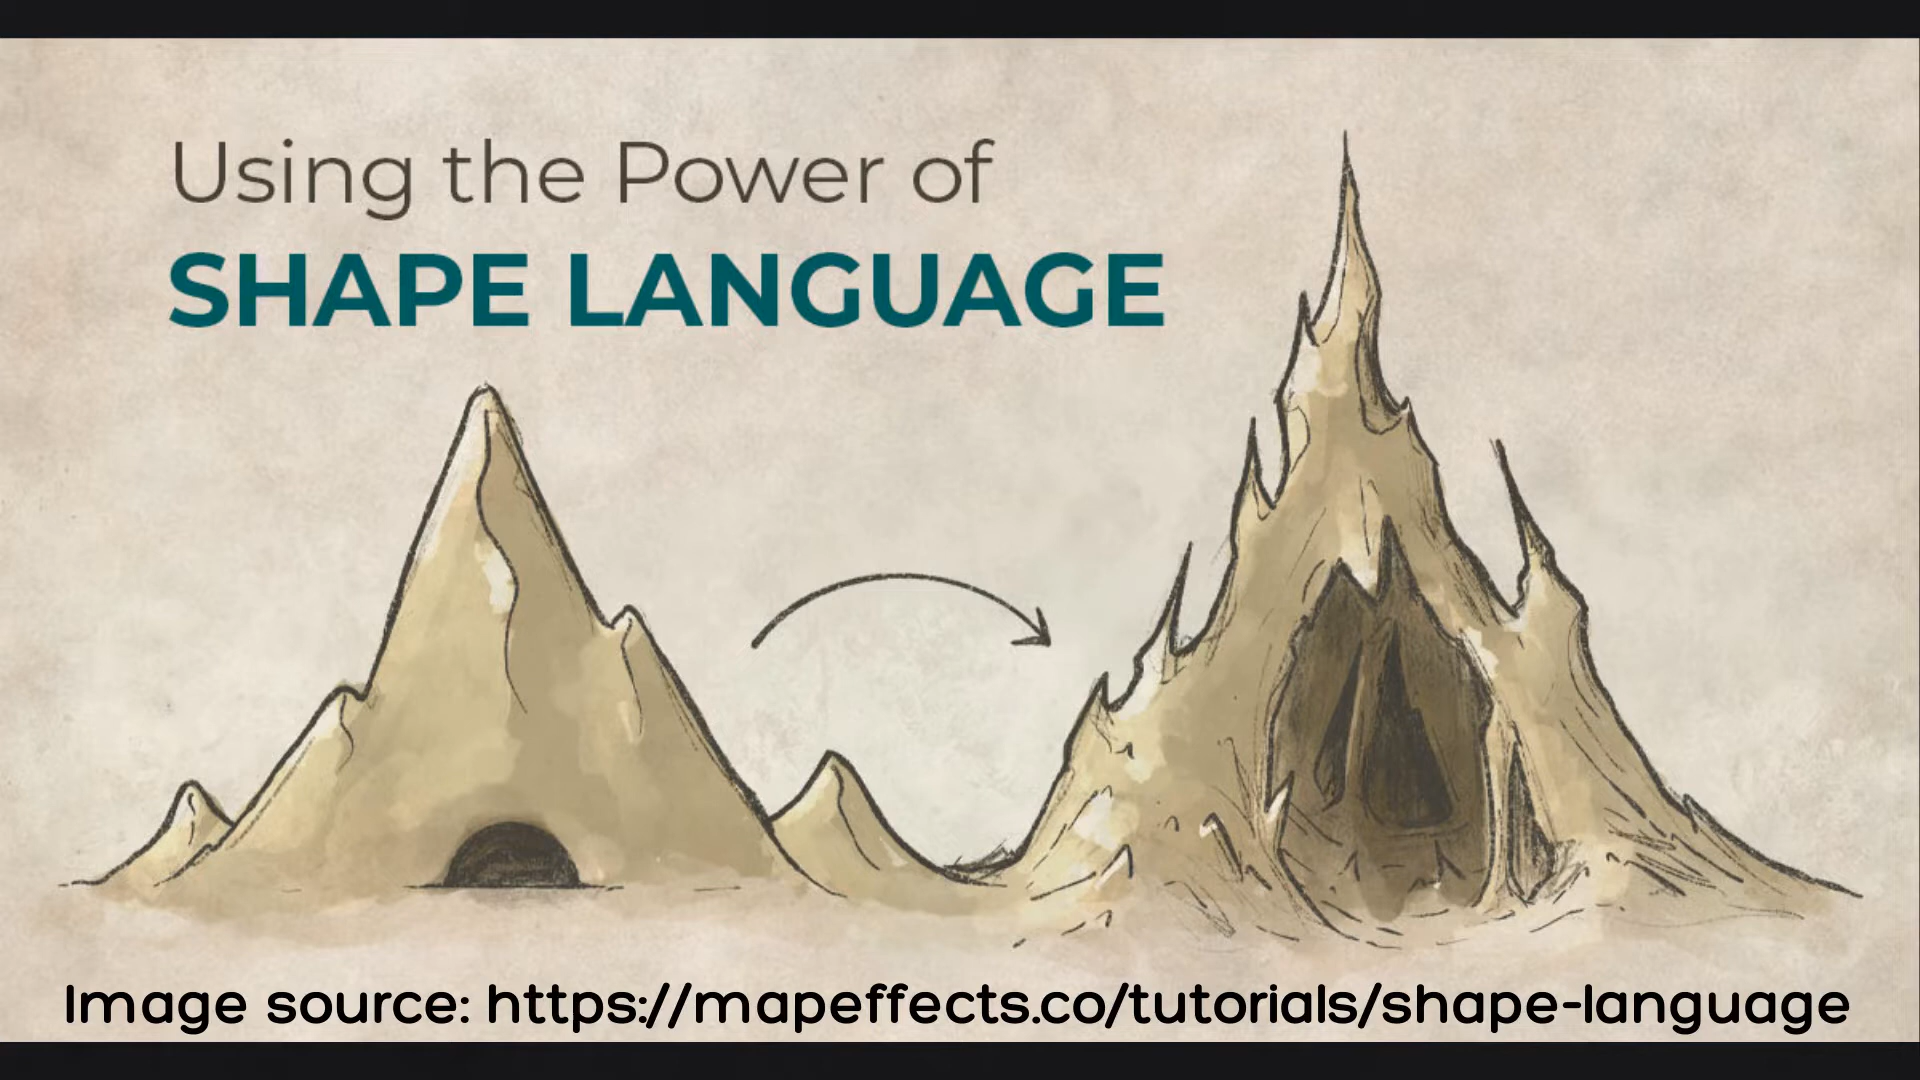 Using the Power of
SHAPE LANGUAGE
Image source: https://mapeffects.co/tutorials/shape-language